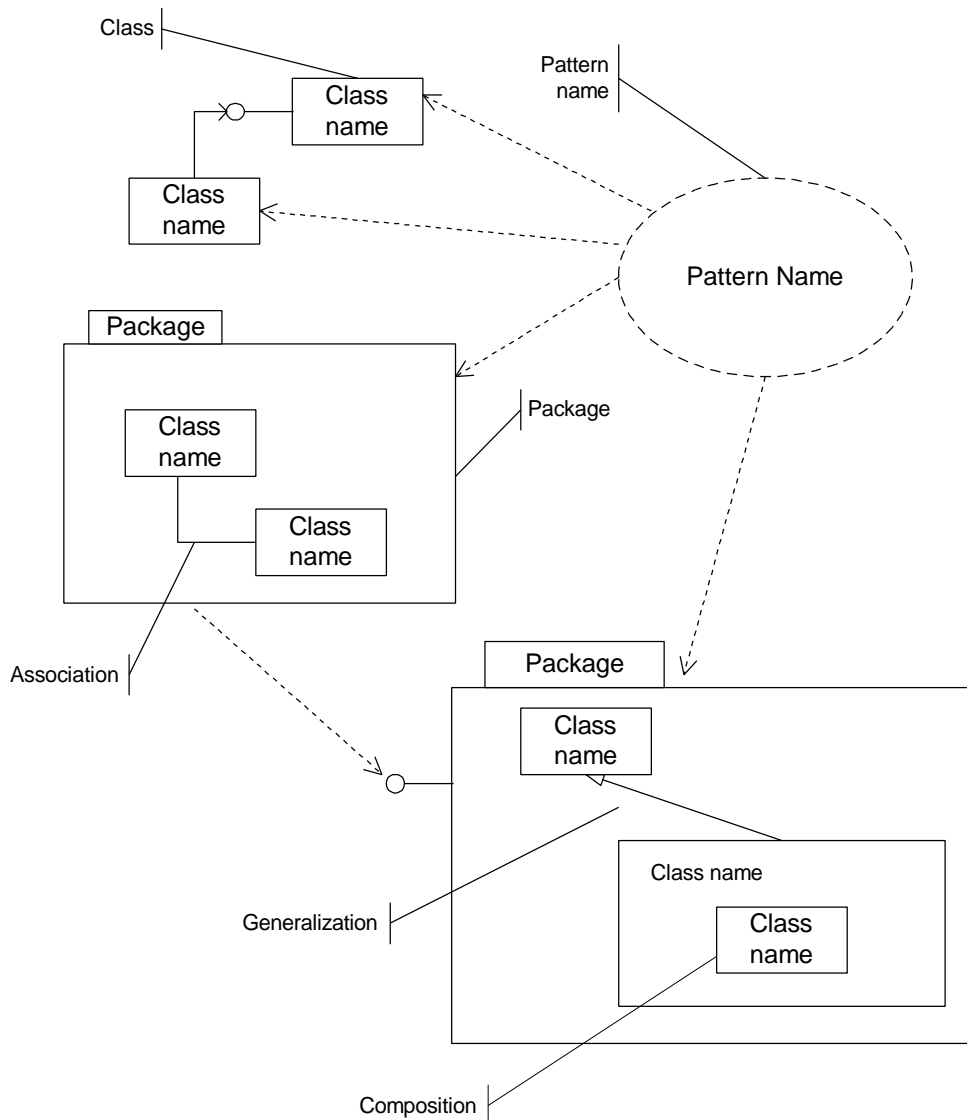 Class
Pattern
name
Class
name
Class
name
Pattern Name
Package
Package
Class
name
Class
name
Association
Package
Class
name
Class name
Generalization
Class
name
Composition